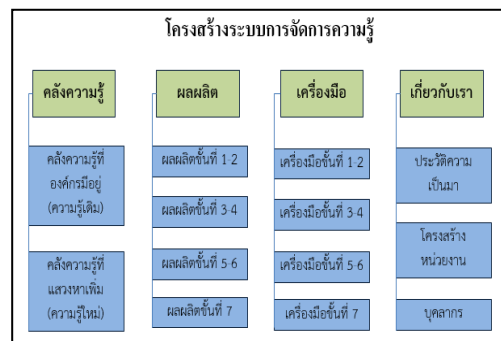 โครงสร้างระบบการจัดการความรู้
คลังความรู้
คลังความรู้ที่
องค์กรมีอยู่
(ความรู้เดิม)
คลังความรู้ที่
แสวงหาเพิ่ม
(ความรู้ใหม่)
ผลผลิต
ผลผลิตขั้นที่ 1-2
ผลผลิตขั้นที่ 3-4
ผลผลิตขั้นที่ 5-6
ผลผลิตขั้นที่ 7
เครื่องมือ
เครื่องมือขั้นที่ 1-2
เครื่องมือขั้นที่ 3-4
เครื่องมือขั้นที่ 5-6
เครื่องมือขั้นที่ 7
เกี่ยวกับเรา
ประวัติความ
เป็นมา
โครงสร้าง
หน่วยงาน
บุคลากร